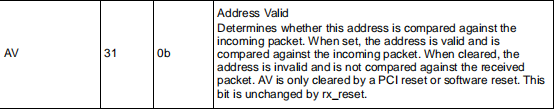 Address Valid
AV 31 0b Determines whether this address is compared against the
incoming packet. When set, the address is valid and is
compared against the incoming packet. When cleared, the
address is invalid and is not compared against the received
packet. AV is only cleared by a PCI reset or software reset. This
bit is unchanged by rx_reset.